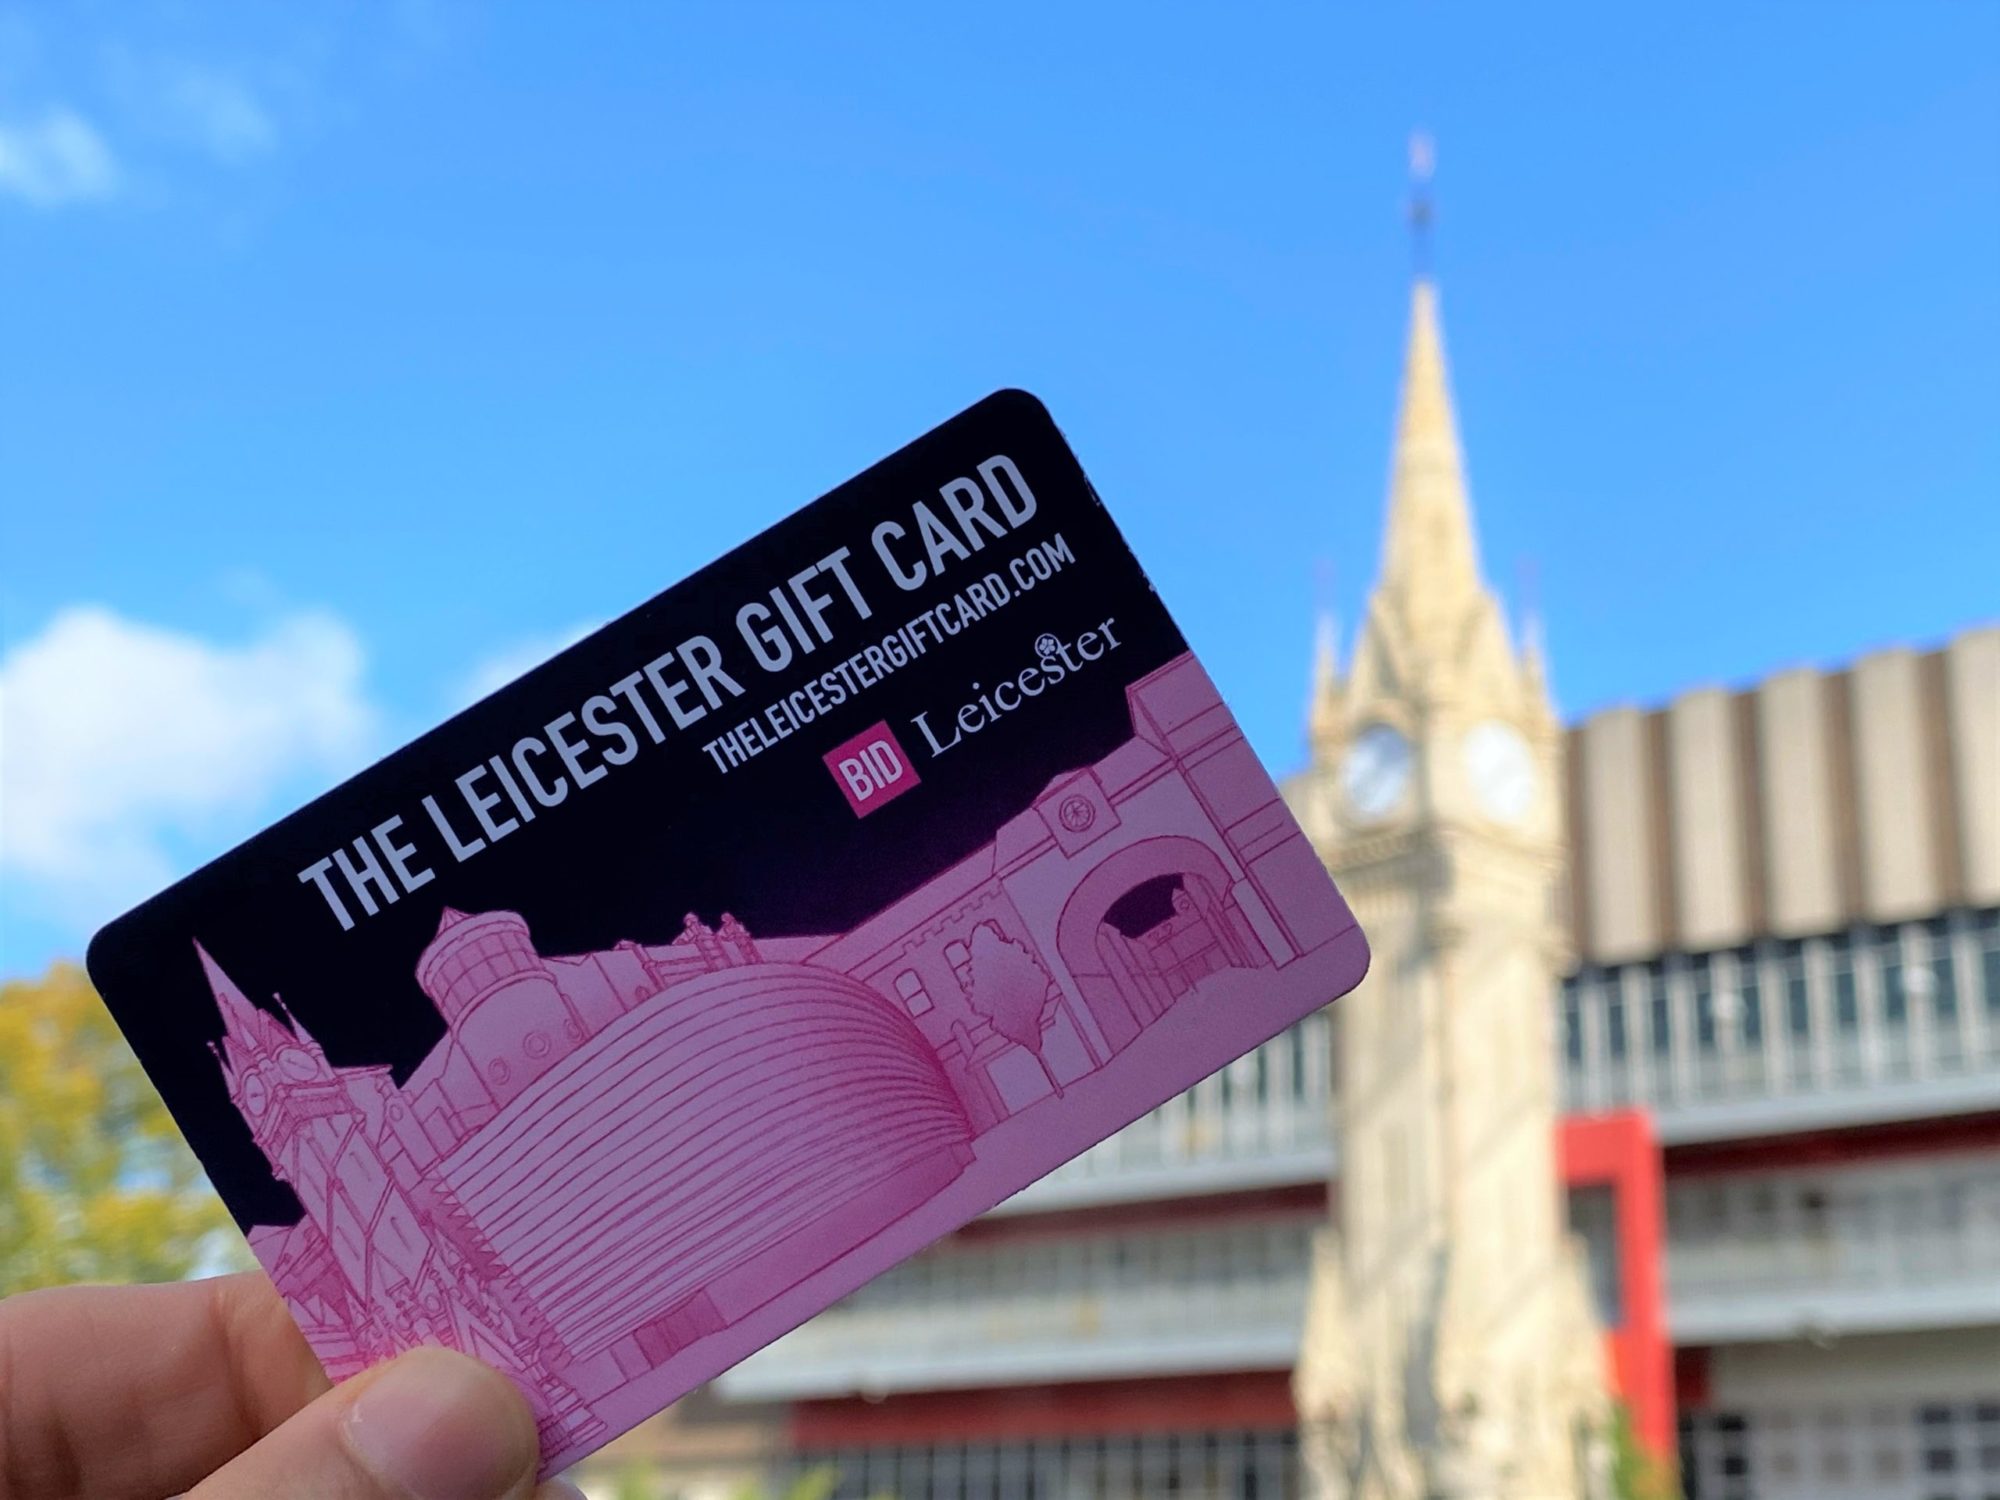 THE LEICESTER GIFT CARD
THELEICESTERGIFTCARD.COM
BID Leicester